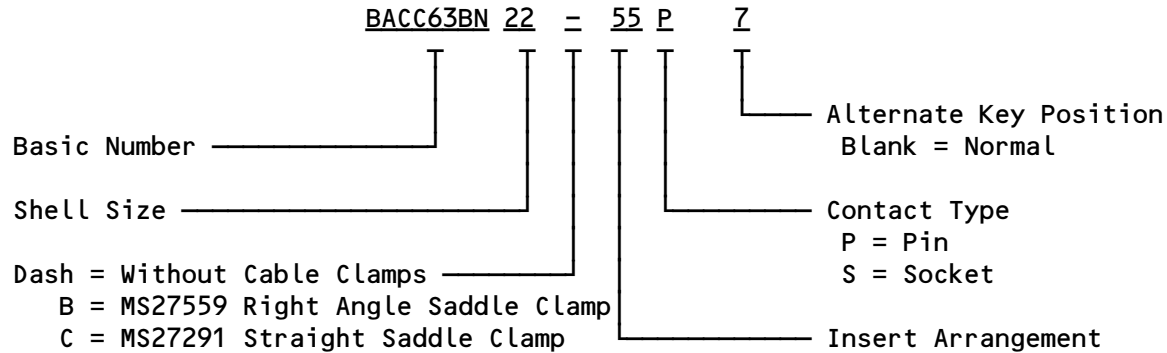 BACC63BN 22 – 55 P 7
Alternate Key Position
Basic Number
Blank = Normal
Shell Size
Contact Type
P = Pin
Dash = Without Cable Clamps
S = Socket
B = MS27559 Right Angle Saddle Clamp
C = MS27291 Straight Saddle Clamp
Insert Arrangement